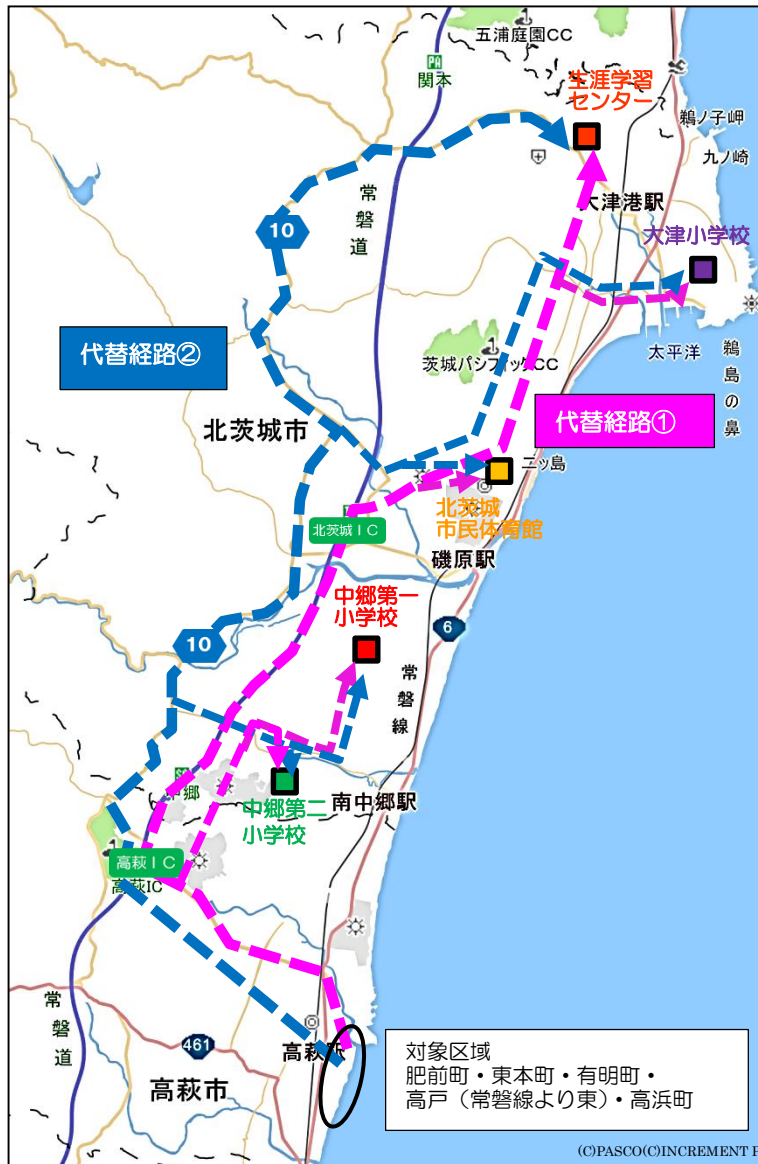 五浦庭園CC
PA
関本
生涯学習
センター
鵜ノ子岬
九ノ崎
大津港駅
常磐道
10
大津小学校
代替経路②
茨城パシフィックCC
太平洋
鵜島の鼻
北茨城市
代替経路①
二ッ島
北茨城
市民体育館
北茨城IC
磯原駅
中郷第一
小学校
6
10
常磐線
中郷
南中郷駅
中郷第二
小学校
高萩IC
高萩IC
常磐道
461
高萩駅
高萩市
対象区域
肥前町・東本町・有明町・
高戸（常磐線より東）・高浜町
(C)PASCO(C)INCREMENT P